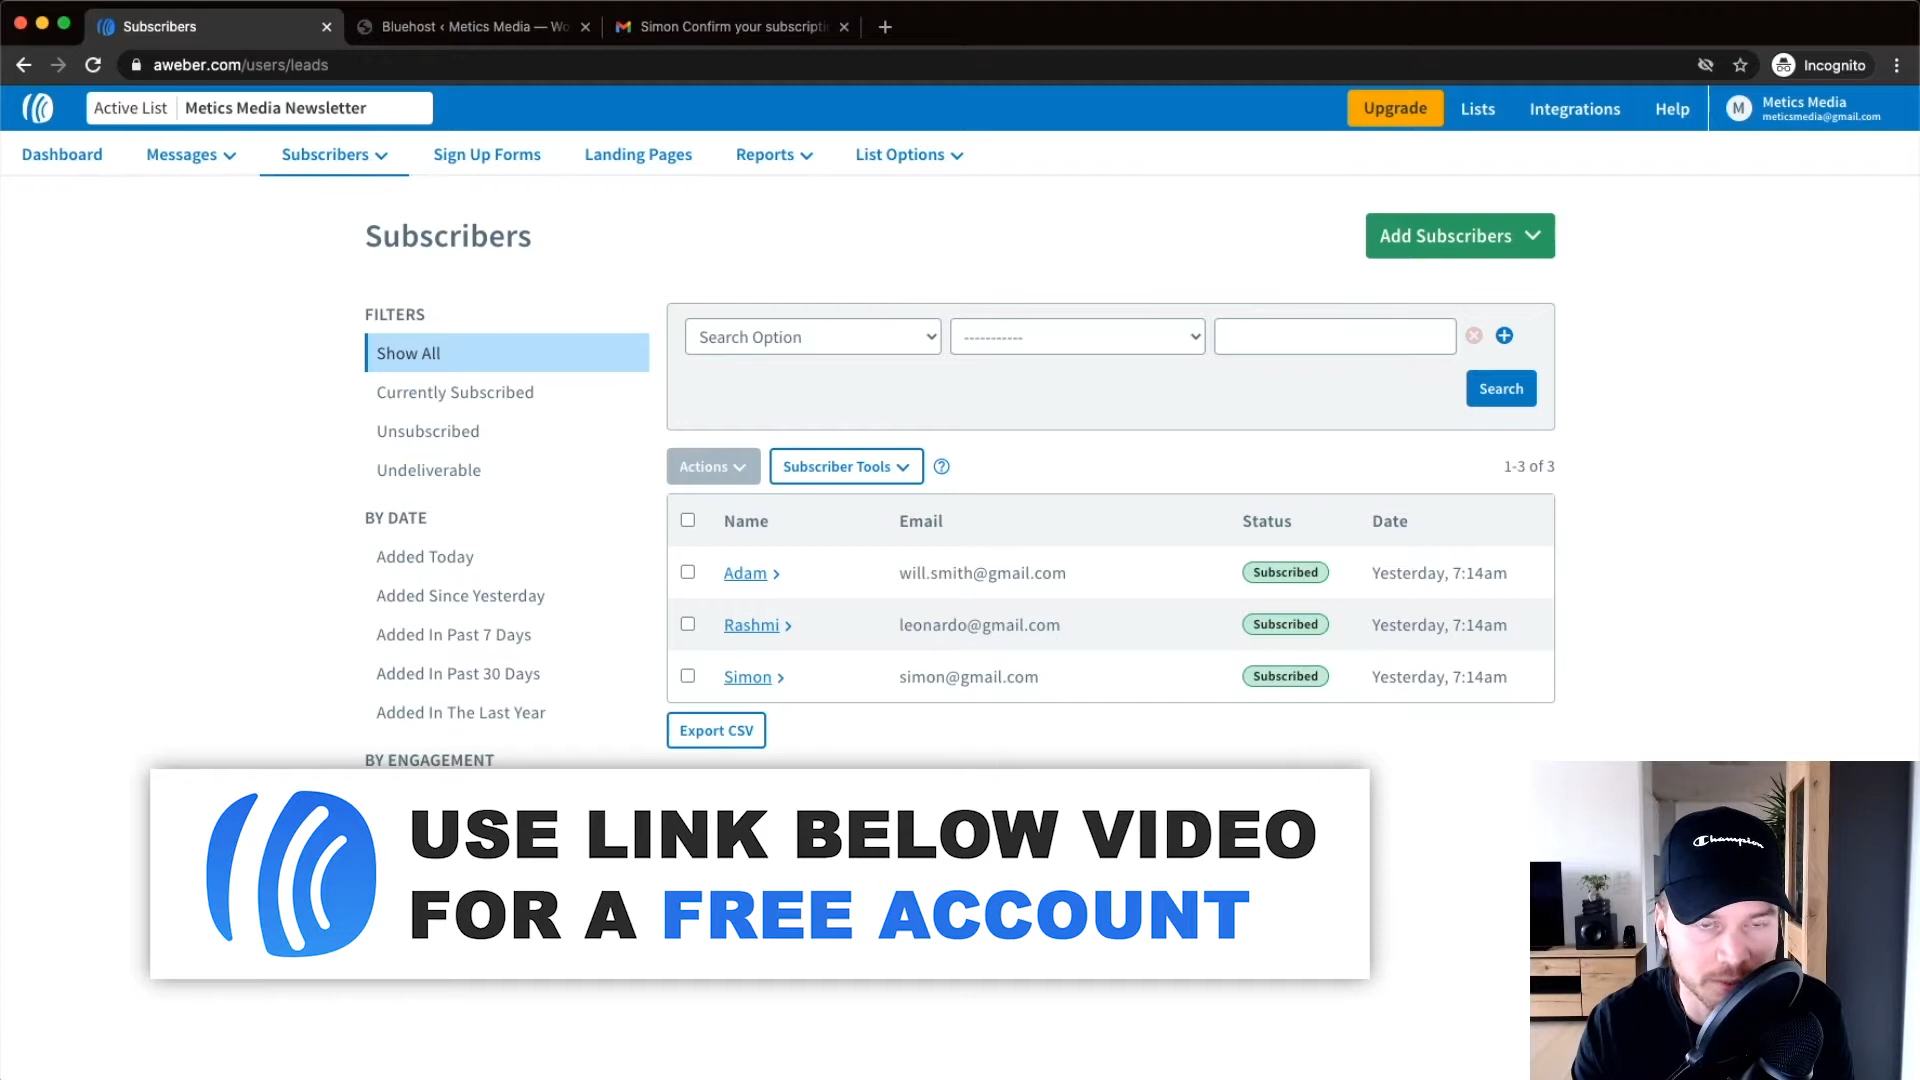 Subscribers
Bluehost ‹ Metics Media — Wo
Simon Confirm your subscripti
aweber.com/users/leads
Incognito
Active List
Metics Media Newsletter
Upgrade
Lists
Integrations
Help
M
Metics Media
meticsmedia@gmail.com
Dashboard
Messages
Subscribers
Sign Up Forms
Landing Pages
Reports
List Options
Subscribers
Add Subscribers
FILTERS
Show All
Currently Subscribed
Unsubscribed
Undeliverable
BY DATE
Added Today
Added Since Yesterday
Added In Past 7 Days
Added In Past 30 Days
Added In The Last Year
BY ENGAGEMENT
Search Option
-----------
Search
Actions
Subscriber Tools
1-3 of 3
Name Email Status Date
Adam will.smith@gmail.com Subscribed Yesterday, 7:14am
Rashmi leonardo@gmail.com Subscribed Yesterday, 7:14am
Simon simon@gmail.com Subscribed Yesterday, 7:14am
Export CSV
USE LINK BELOW VIDEO
FOR A FREE ACCOUNT
Champion